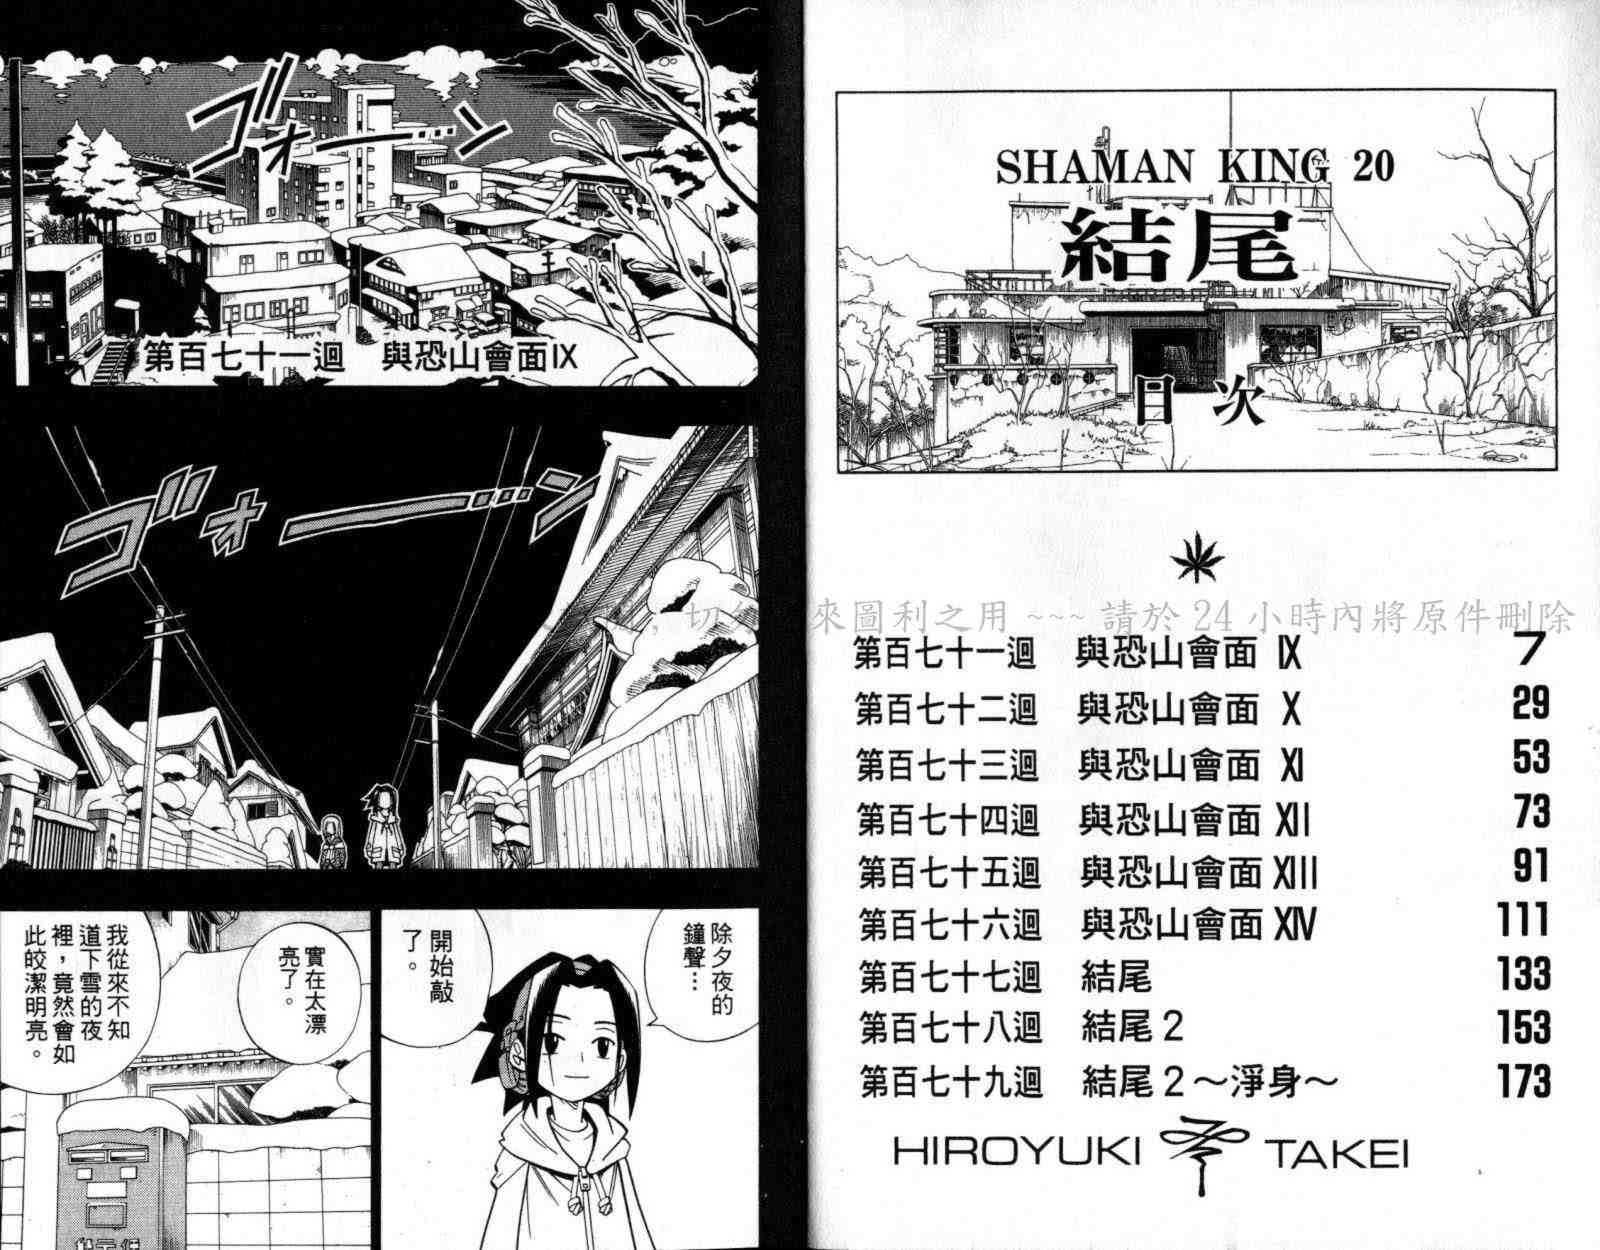 SHAMAN KING 20
結尾
目次
切勿
來圖利之用 ~~~ 請於 24 小時內將原件刪除
第百七十一迴 與恐山會面 Ⅸ 7
第百七十二迴 與恐山會面 Ⅹ 29
第百七十三迴 與恐山會面 Ⅺ 53
第百七十四迴 與恐山會面 Ⅻ 73
第百七十五迴 與恐山會面 XIII 91
第百七十六迴 與恐山會面 XIV 111
第百七十七迴 結尾 133
第百七十八迴 結尾 2 153
第百七十九迴 結尾 2～淨身～ 173
HIROYUKI TAKEI
ゴォー…ン
第百七十一迴 與恐山會面Ⅸ
ゴォーーン
除夕夜的
鐘聲…
開始敲
了。
實在太漂
亮了。
我從來不知
道下雪的夜
裡，竟然會如
此皎潔明亮。